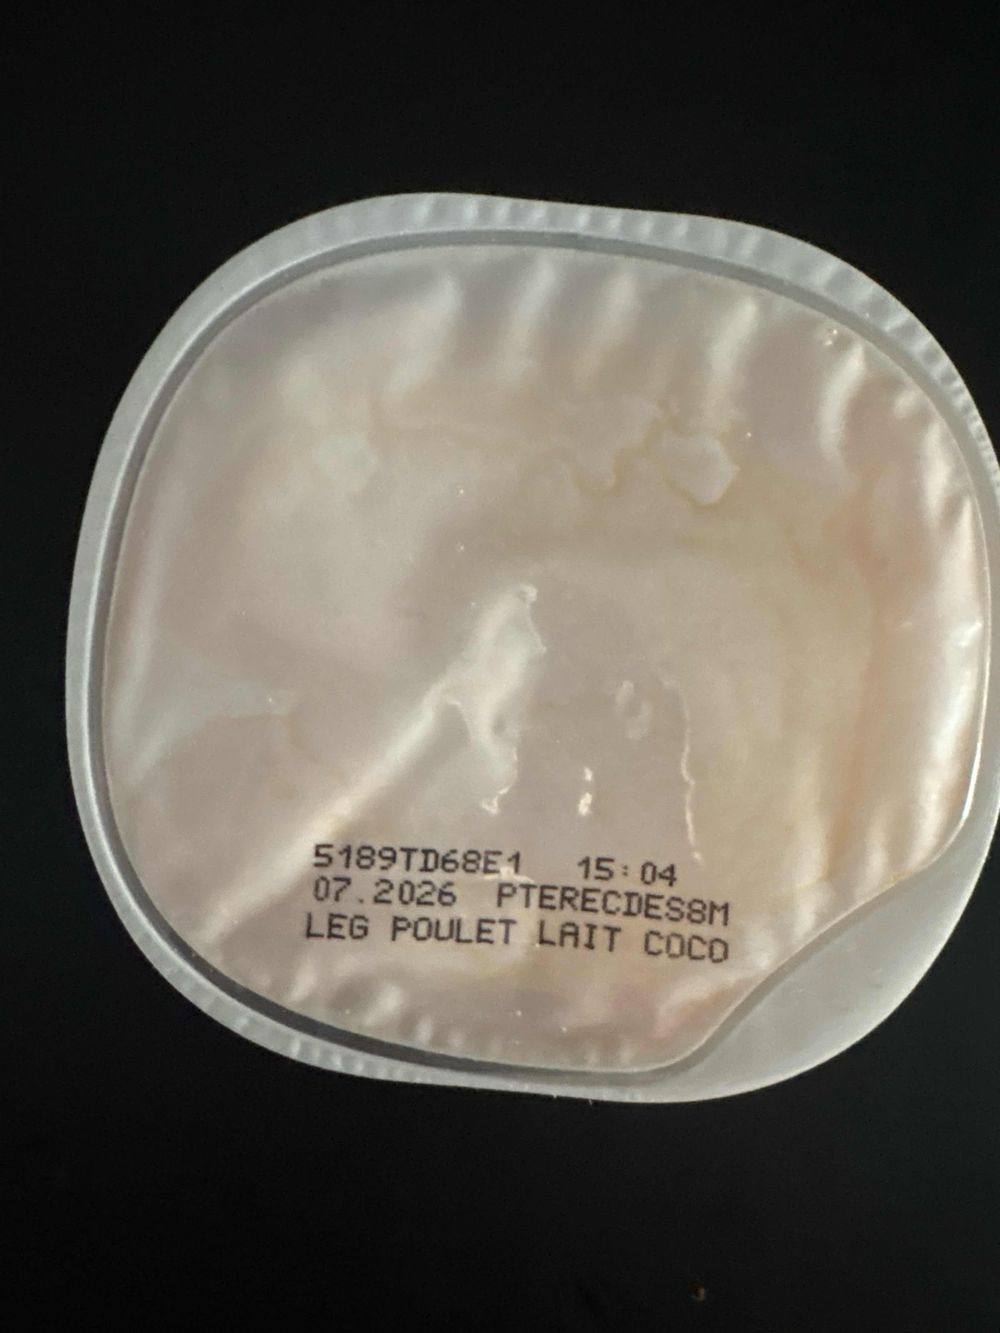 5189TD68E1 15:04
07.2026 PTERECDES8M
LEG POULET LAIT COCO